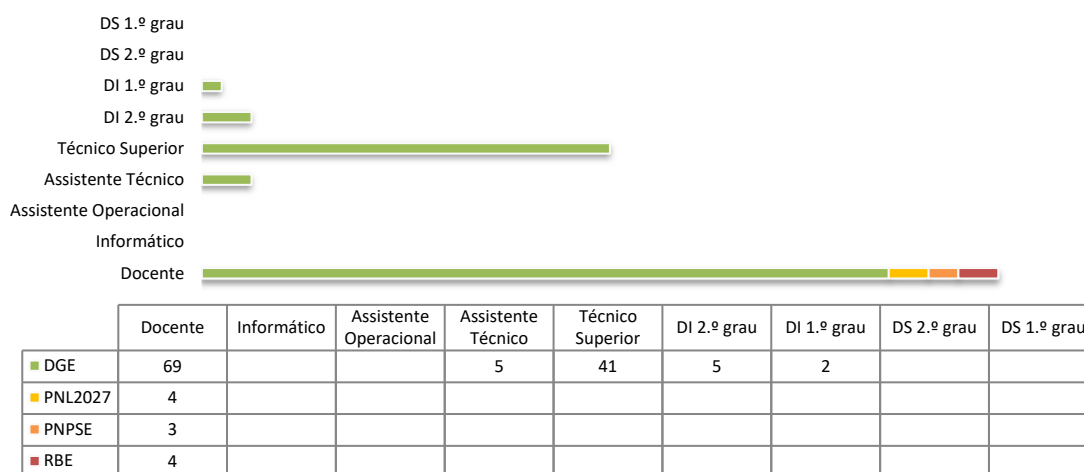 DS 1.º grau
DS 2.º grau
DI 1.º grau
DI 2.º grau
Técnico Superior
Assistente Técnico
Assistente Operacional
Informático
Docente
Docente Informático Assistente Operacional Assistente Técnico Técnico Superior DI 2.º grau DI 1.º grau DS 2.º grau DS 1.º grau
DGE 69 5 41 5 2
PNL2027 4
PNPSE 3
RBE 4